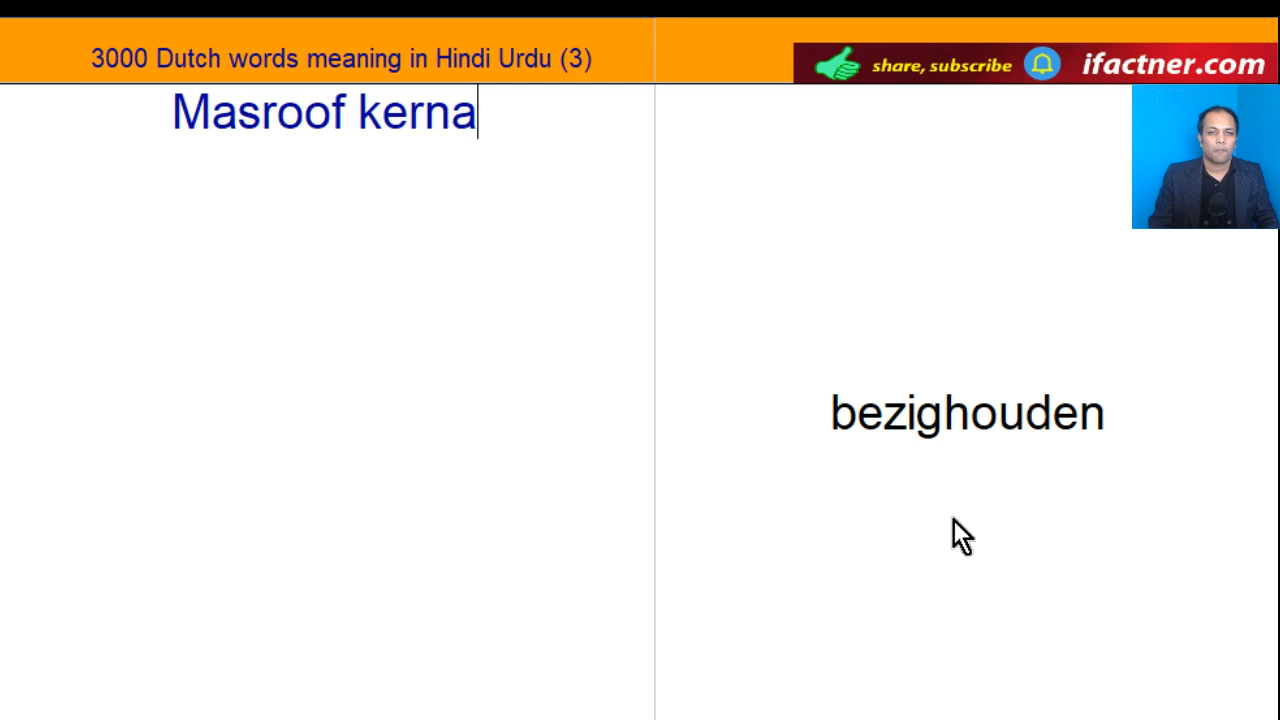 3000 Dutch words meaning in Hindi Urdu (3)
share, subscribe
ifactner.com
Masroof kerna
bezighouden